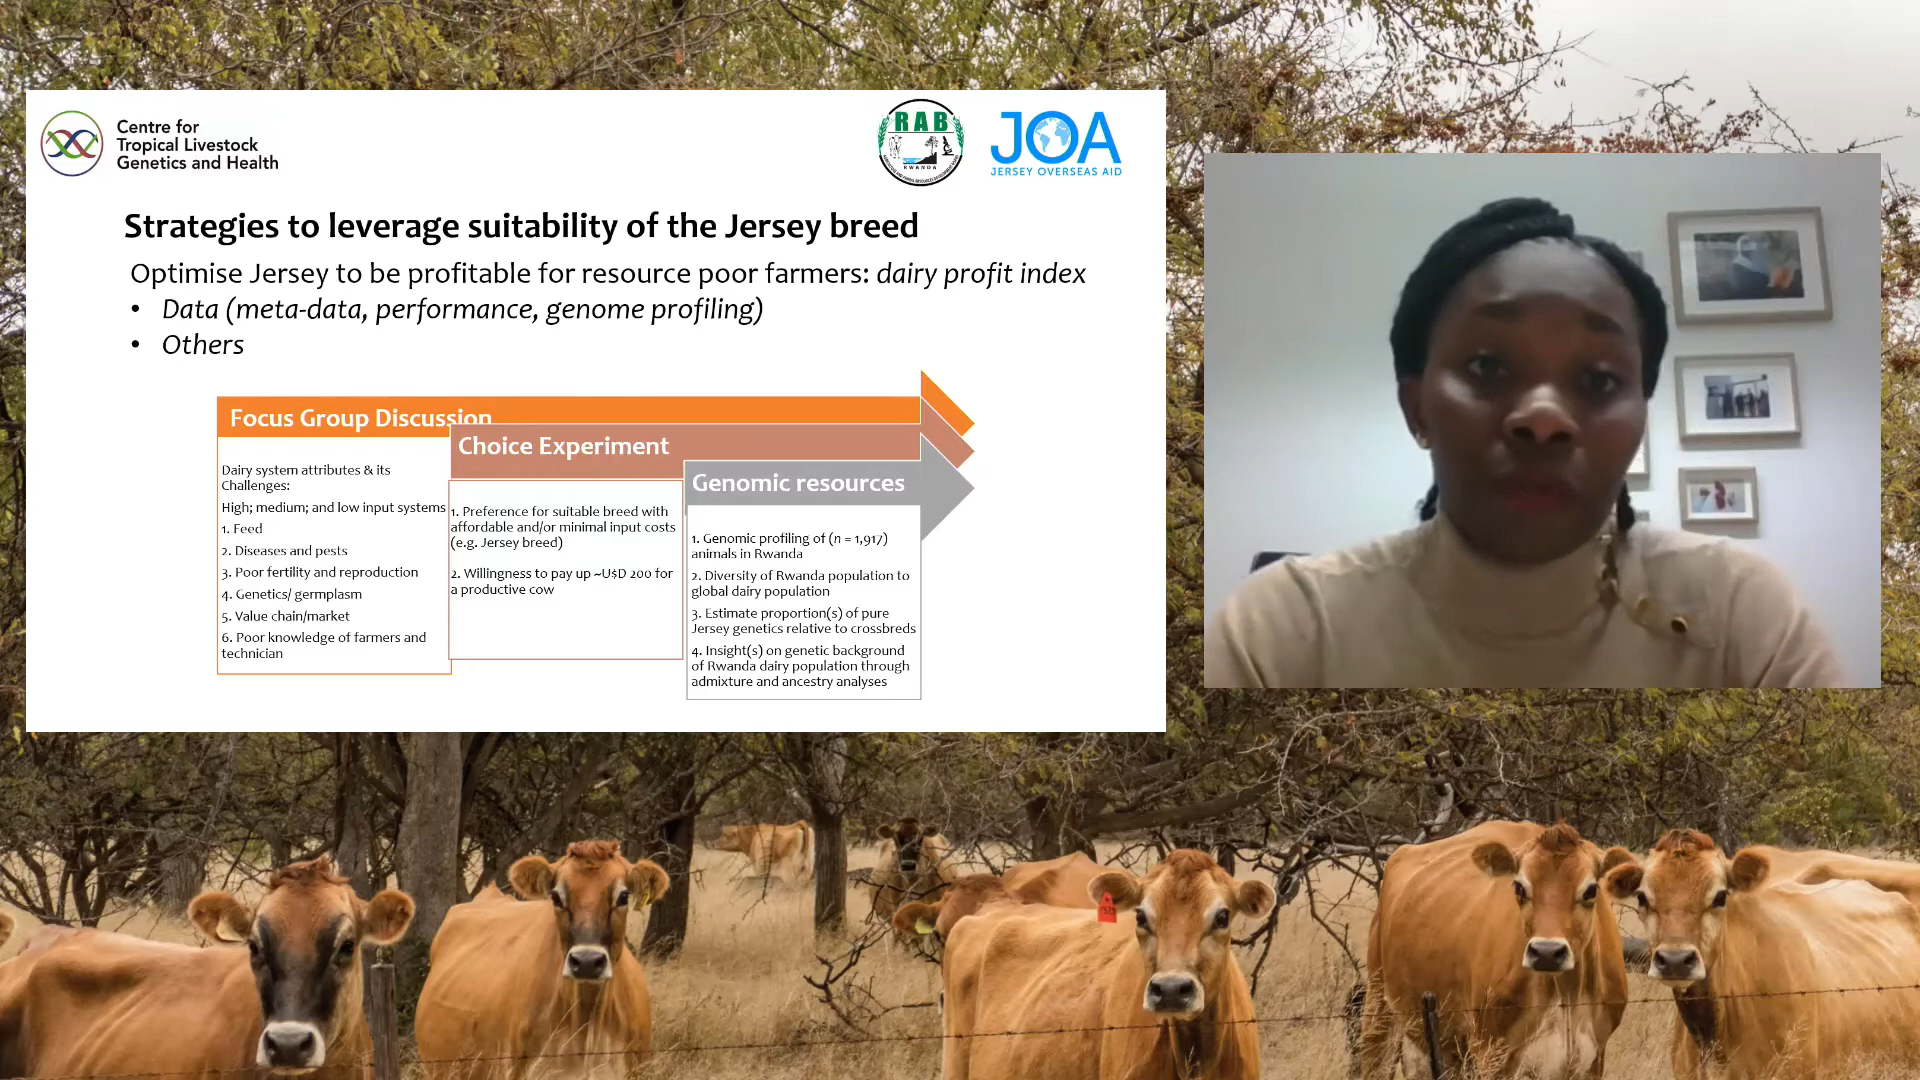 Centre for
Tropical Livestock
Genetics and Health
RAB
RWANDA
JOA
JERSEY OVERSEAS AID
Strategies to leverage suitability of the Jersey breed
Optimise Jersey to be profitable for resource poor farmers: dairy profit index
• Data (meta-data, performance, genome profiling)
• Others
Focus Group Discussion
Dairy system attributes & its
Challenges:
High; medium; and low input systems
1. Feed
2. Diseases and pests
3. Poor fertility and reproduction
4. Genetics/ germplasm
5. Value chain/market
6. Poor knowledge of farmers and
technician
Choice Experiment
1. Preference for suitable breed with
affordable and/or minimal input costs
(e.g. Jersey breed)
2. Willingness to pay up ~U$D 200 for
a productive cow
Genomic resources
1. Genomic profiling of (n = 1,917)
animals in Rwanda
2. Diversity of Rwanda population to
global dairy population
3. Estimate proportion(s) of pure
Jersey genetics relative to crossbreds
4. Insight(s) on genetic background
of Rwanda dairy population through
admixture and ancestry analyses